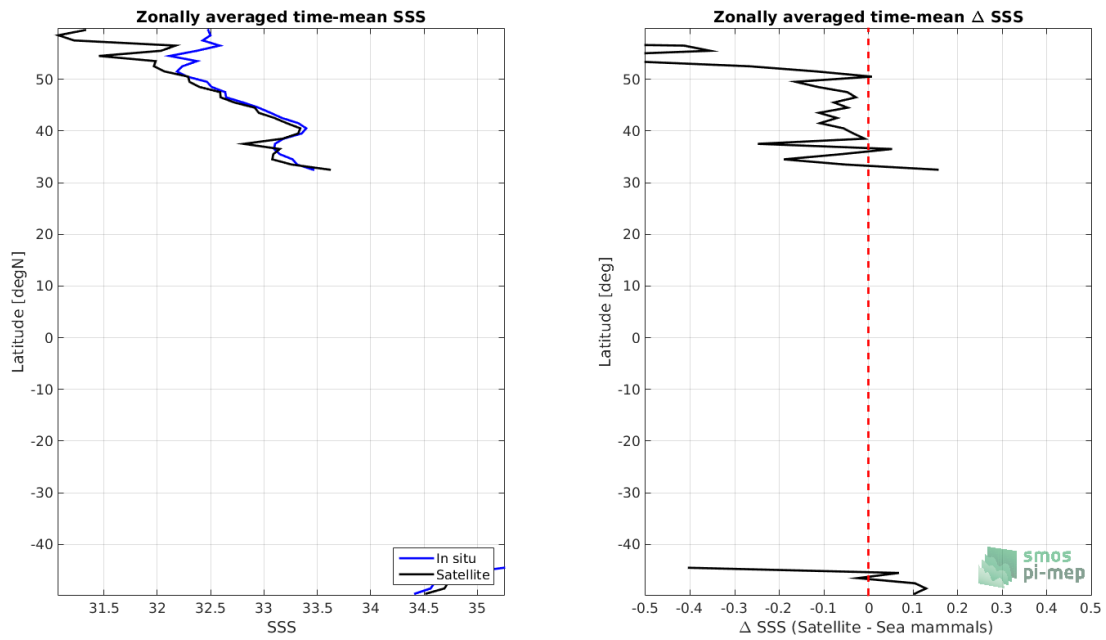 Zonally averaged time-mean SSS
Latitude [degN]
50
40
30
20
10
0
-10
-20
-30
-40
31.5 32 32.5 33 33.5 34 34.5 35
SSS
In situ
Satellite
Zonally averaged time-mean Δ SSS
Latitude [deg]
50
40
30
20
10
0
-10
-20
-30
-40
-0.5 -0.4 -0.3 -0.2 -0.1 0 0.1 0.2 0.3 0.4 0.5
Δ SSS (Satellite - Sea mammals)
smos
pi-mep